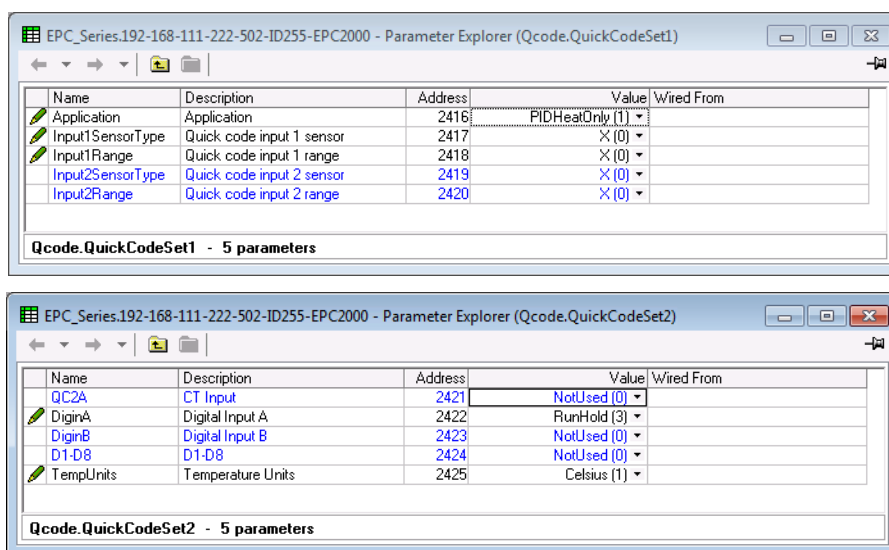 EPC_Series.192-168-111-222-502-ID255-EPC2000 - Parameter Explorer (Qcode.QuickCodeSet1)
Name Description Address Value Wired From
Application Application 2416 PIDHeatOnly (1)
Input1SensorType Quick code input 1 sensor 2417 X (0)
Input1Range Quick code input 1 range 2418 X (0)
Input2SensorType Quick code input 2 sensor 2419 X (0)
Input2Range Quick code input 2 range 2420 X (0)
Qcode.QuickCodeSet1 - 5 parameters
EPC_Series.192-168-111-222-502-ID255-EPC2000 - Parameter Explorer (Qcode.QuickCodeSet2)
Name Description Address Value Wired From
QC2A CT Input 2421 NotUsed (0)
DiginA Digital Input A 2422 RunHold (3)
DiginB Digital Input B 2423 NotUsed (0)
D1-D8 D1-D8 2424 NotUsed (0)
TempUnits Temperature Units 2425 Celsius (1)
Qcode.QuickCodeSet2 - 5 parameters